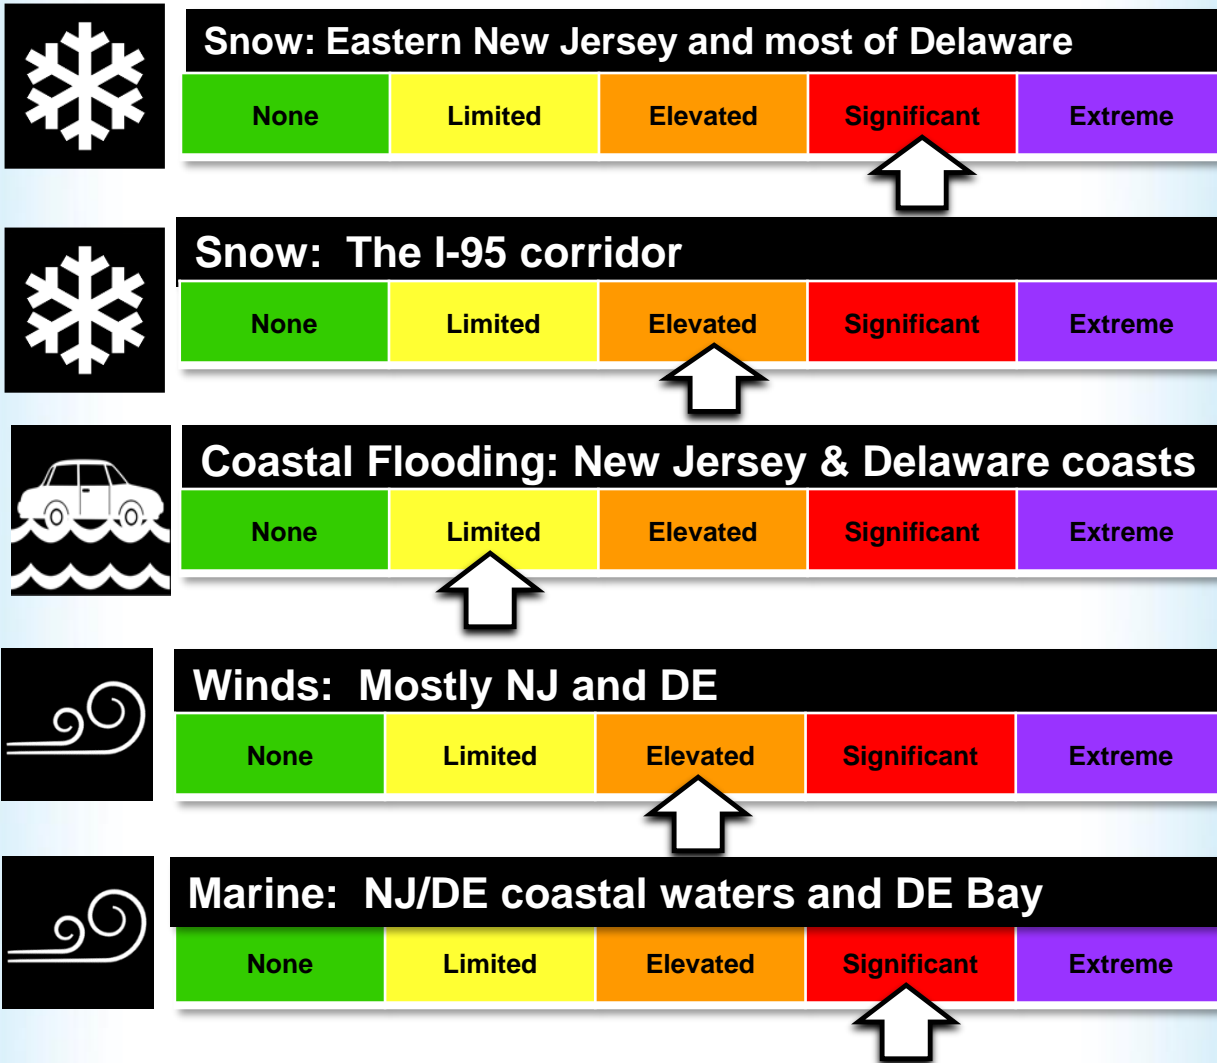 Snow: Eastern New Jersey and most of Delaware
None Limited Elevated Significant Extreme
Snow: The I-95 corridor
None Limited Elevated Significant Extreme
Coastal Flooding: New Jersey & Delaware coasts
None Limited Elevated Significant Extreme
Winds: Mostly NJ and DE
None Limited Elevated Significant Extreme
Marine: NJ/DE coastal waters and DE Bay
None Limited Elevated Significant Extreme